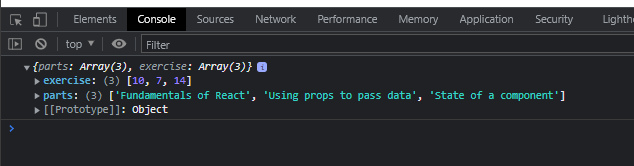 Elements Console Sources Network Performance Memory Application Security
top Filter
{parts: Array(3), exercise: Array(3)} i
exercise: (3) [10, 7, 14]
parts: (3) ['Fundamentals of React', 'Using props to pass data', 'State of a component']
[[Prototype]]: Object